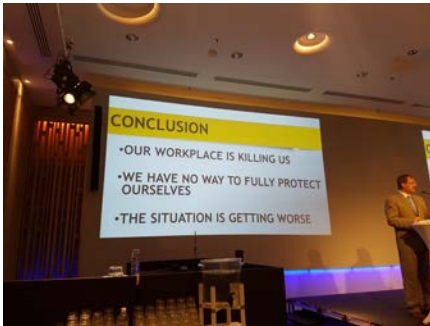 CONCLUSION
•OUR WORKPLACE IS KILLING US
•WE HAVE NO WAY TO FULLY PROTECT
OURSELVES
•THE SITUATION IS GETTING WORSE